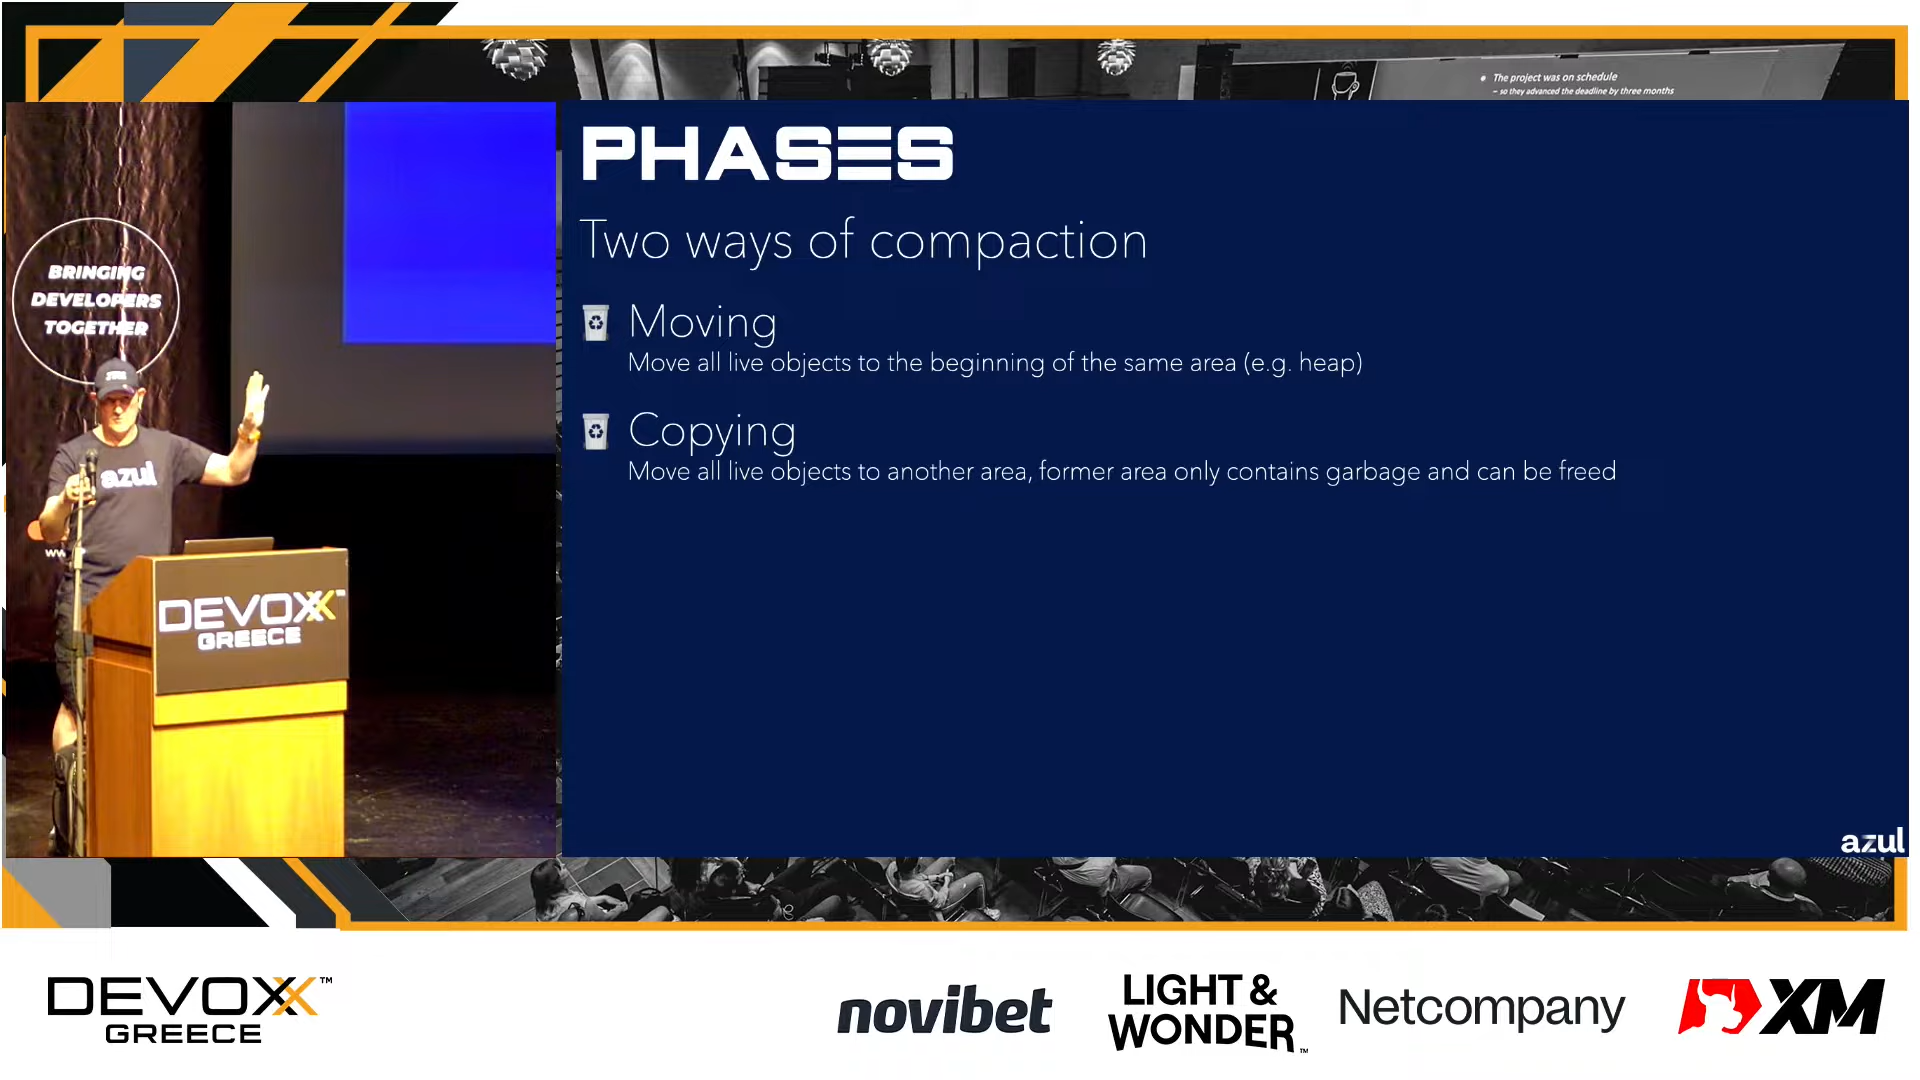 The project was on schedule
– so they advanced the deadline by three months
BRINGING
DEVELOPERS
TOGETHER
azul
DEVOXX™
GREECE
PHASES
Two ways of compaction
Moving
Move all live objects to the beginning of the same area (e.g. heap)
Copying
Move all live objects to another area, former area only contains garbage and can be freed
azul
DEVOXX™
GREECE
novibet
LIGHT &
WONDER™
Netcompany
XM